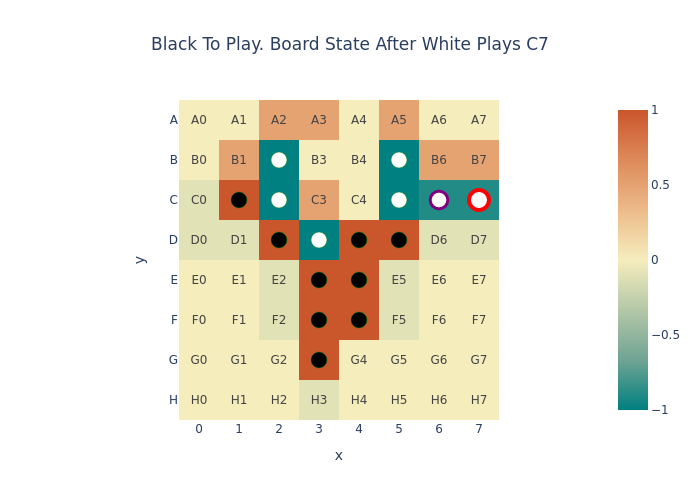 Black To Play. Board State After White Plays C7
A A0 A1 A2 A3 A4 A5 A6 A7
B B0 B1 B3 B4 B6 B7
C C0 C3 C4
D D0 D1 D6 D7
E E0 E1 E2 E5 E6 E7
F F0 F1 F2 F5 F6 F7
G G0 G1 G2 G4 G5 G6 G7
H H0 H1 H2 H3 H4 H5 H6 H7
0 1 2 3 4 5 6 7
x
y
1
0.5
0
−0.5
−1